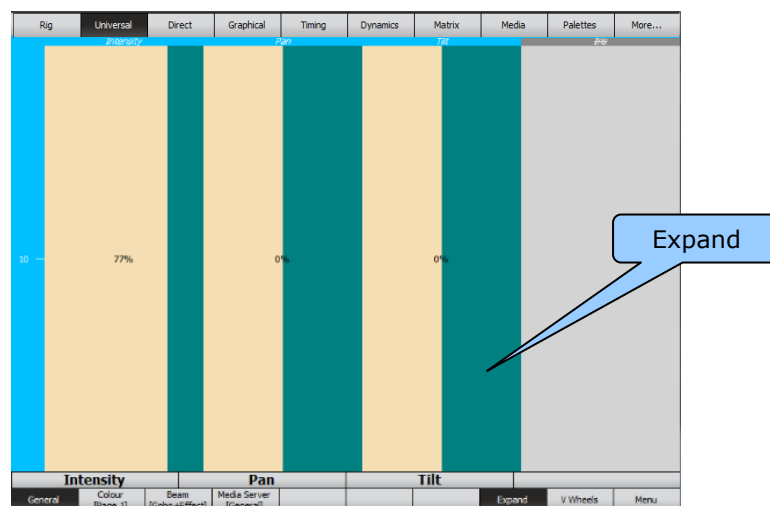 Rig Universal Direct Graphical Timing Dynamics Matrix Media Palettes More...
Intensity Pan Tilt
Expand
10 77% 0% 0%
Intensity Pan Tilt
General Colour Beam Media Server Expand V Wheels Menu
[Page 1] [Gobo+Effect] [General]